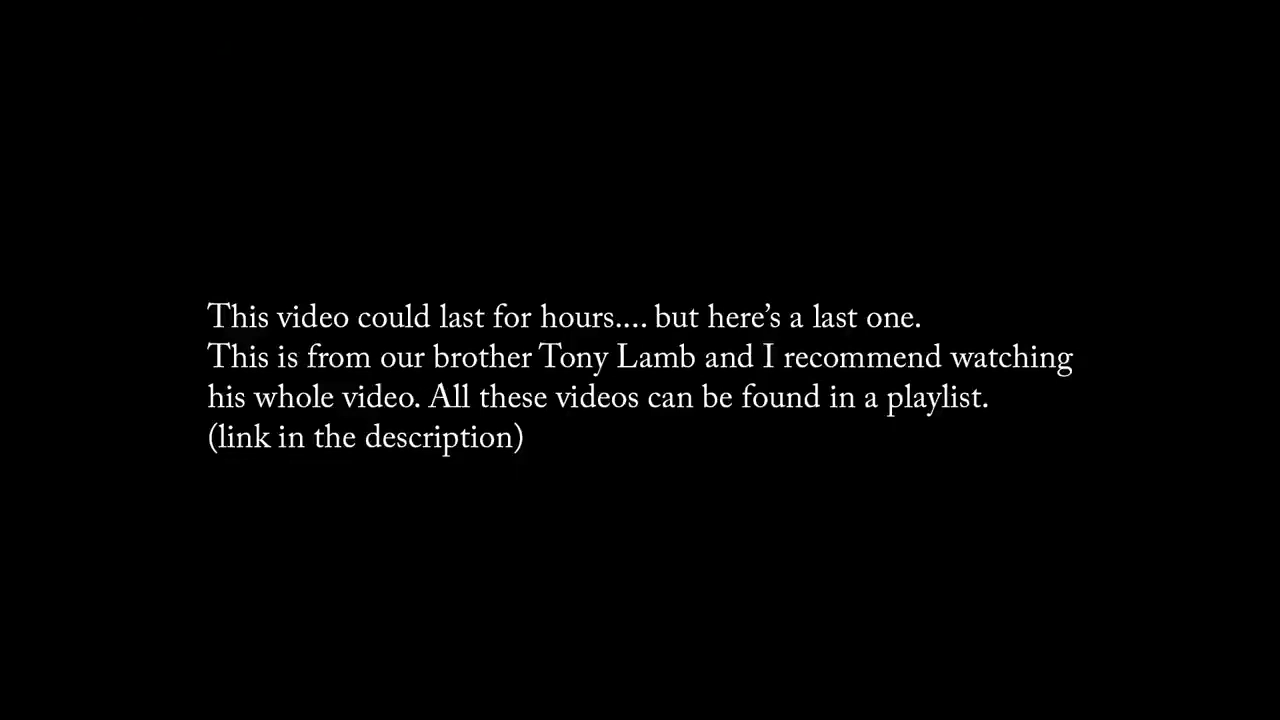 This video could last for hours.... but here’s a last one.
This is from our brother Tony Lamb and I recommend watching
his whole video. All these videos can be found in a playlist.
(link in the description)